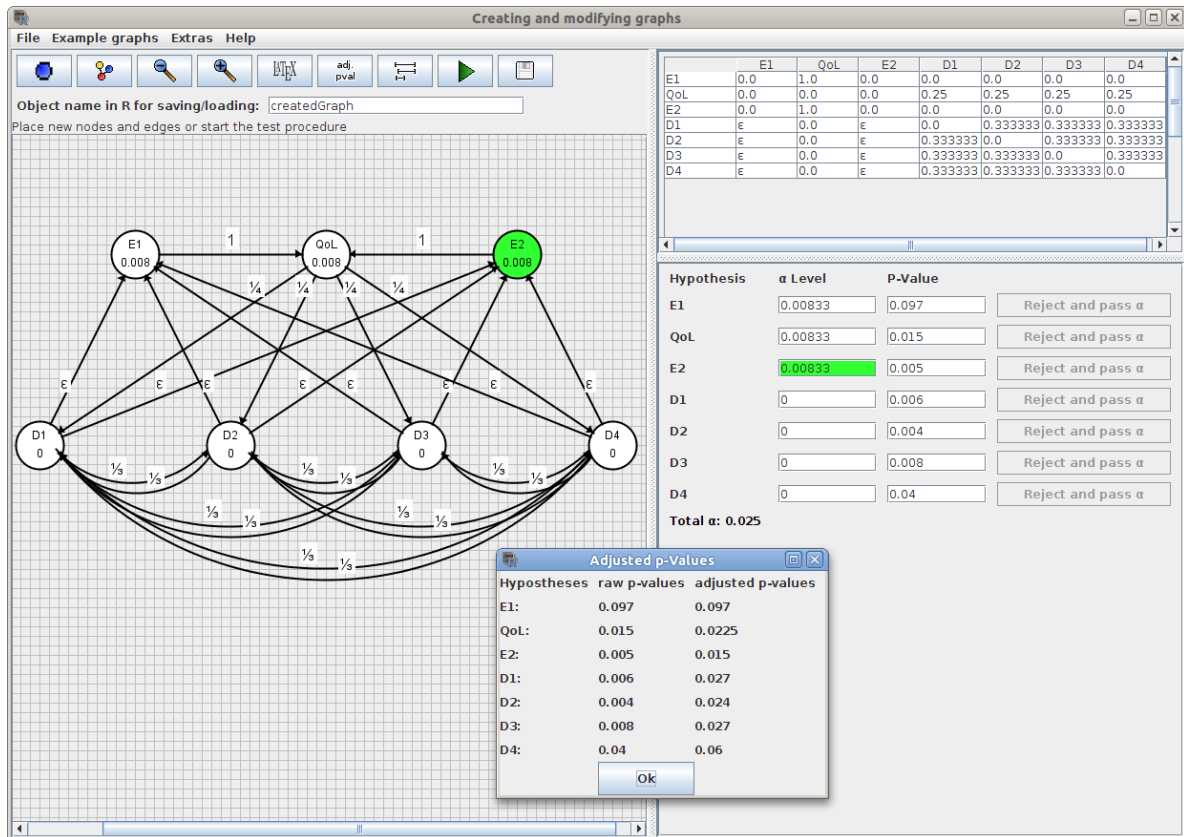 Creating and modifying graphs
File Example graphs Extras Help
LATEX adj. pval
Object name in R for saving/loading: createdGraph
Place new nodes and edges or start the test procedure
E1 QoL E2 D1 D2 D3 D4
E1 0.0 1.0 0.0 0.0 0.0 0.0 0.0
QoL 0.0 0.0 0.0 0.25 0.25 0.25 0.25
E2 0.0 1.0 0.0 0.0 0.0 0.0 0.0
D1 ε 0.0 ε 0.0 0.333333 0.333333 0.333333
D2 ε 0.0 ε 0.333333 0.0 0.333333 0.333333
D3 ε 0.0 ε 0.333333 0.333333 0.0 0.333333
D4 ε 0.0 ε 0.333333 0.333333 0.333333 0.0
E1 1 QoL 1 E2
0.008 0.008 0.008
¼ ¼ ¼ ¼
ε ε ε ε ε ε ε ε
D1 D2 D3 D4
0 0 0 0
⅓ ⅓ ⅓ ⅓ ⅓ ⅓
⅓ ⅓ ⅓ ⅓
⅓ ⅓
Hypothesis α Level P-Value
E1 0.00833 0.097 Reject and pass α
QoL 0.00833 0.015 Reject and pass α
E2 0.00833 0.005 Reject and pass α
D1 0 0.006 Reject and pass α
D2 0 0.004 Reject and pass α
D3 0 0.008 Reject and pass α
D4 0 0.04 Reject and pass α
Total α: 0.025
Adjusted p-Values
Hypostheses raw p-values adjusted p-values
E1: 0.097 0.097
QoL: 0.015 0.0225
E2: 0.005 0.015
D1: 0.006 0.027
D2: 0.004 0.024
D3: 0.008 0.027
D4: 0.04 0.06
Ok